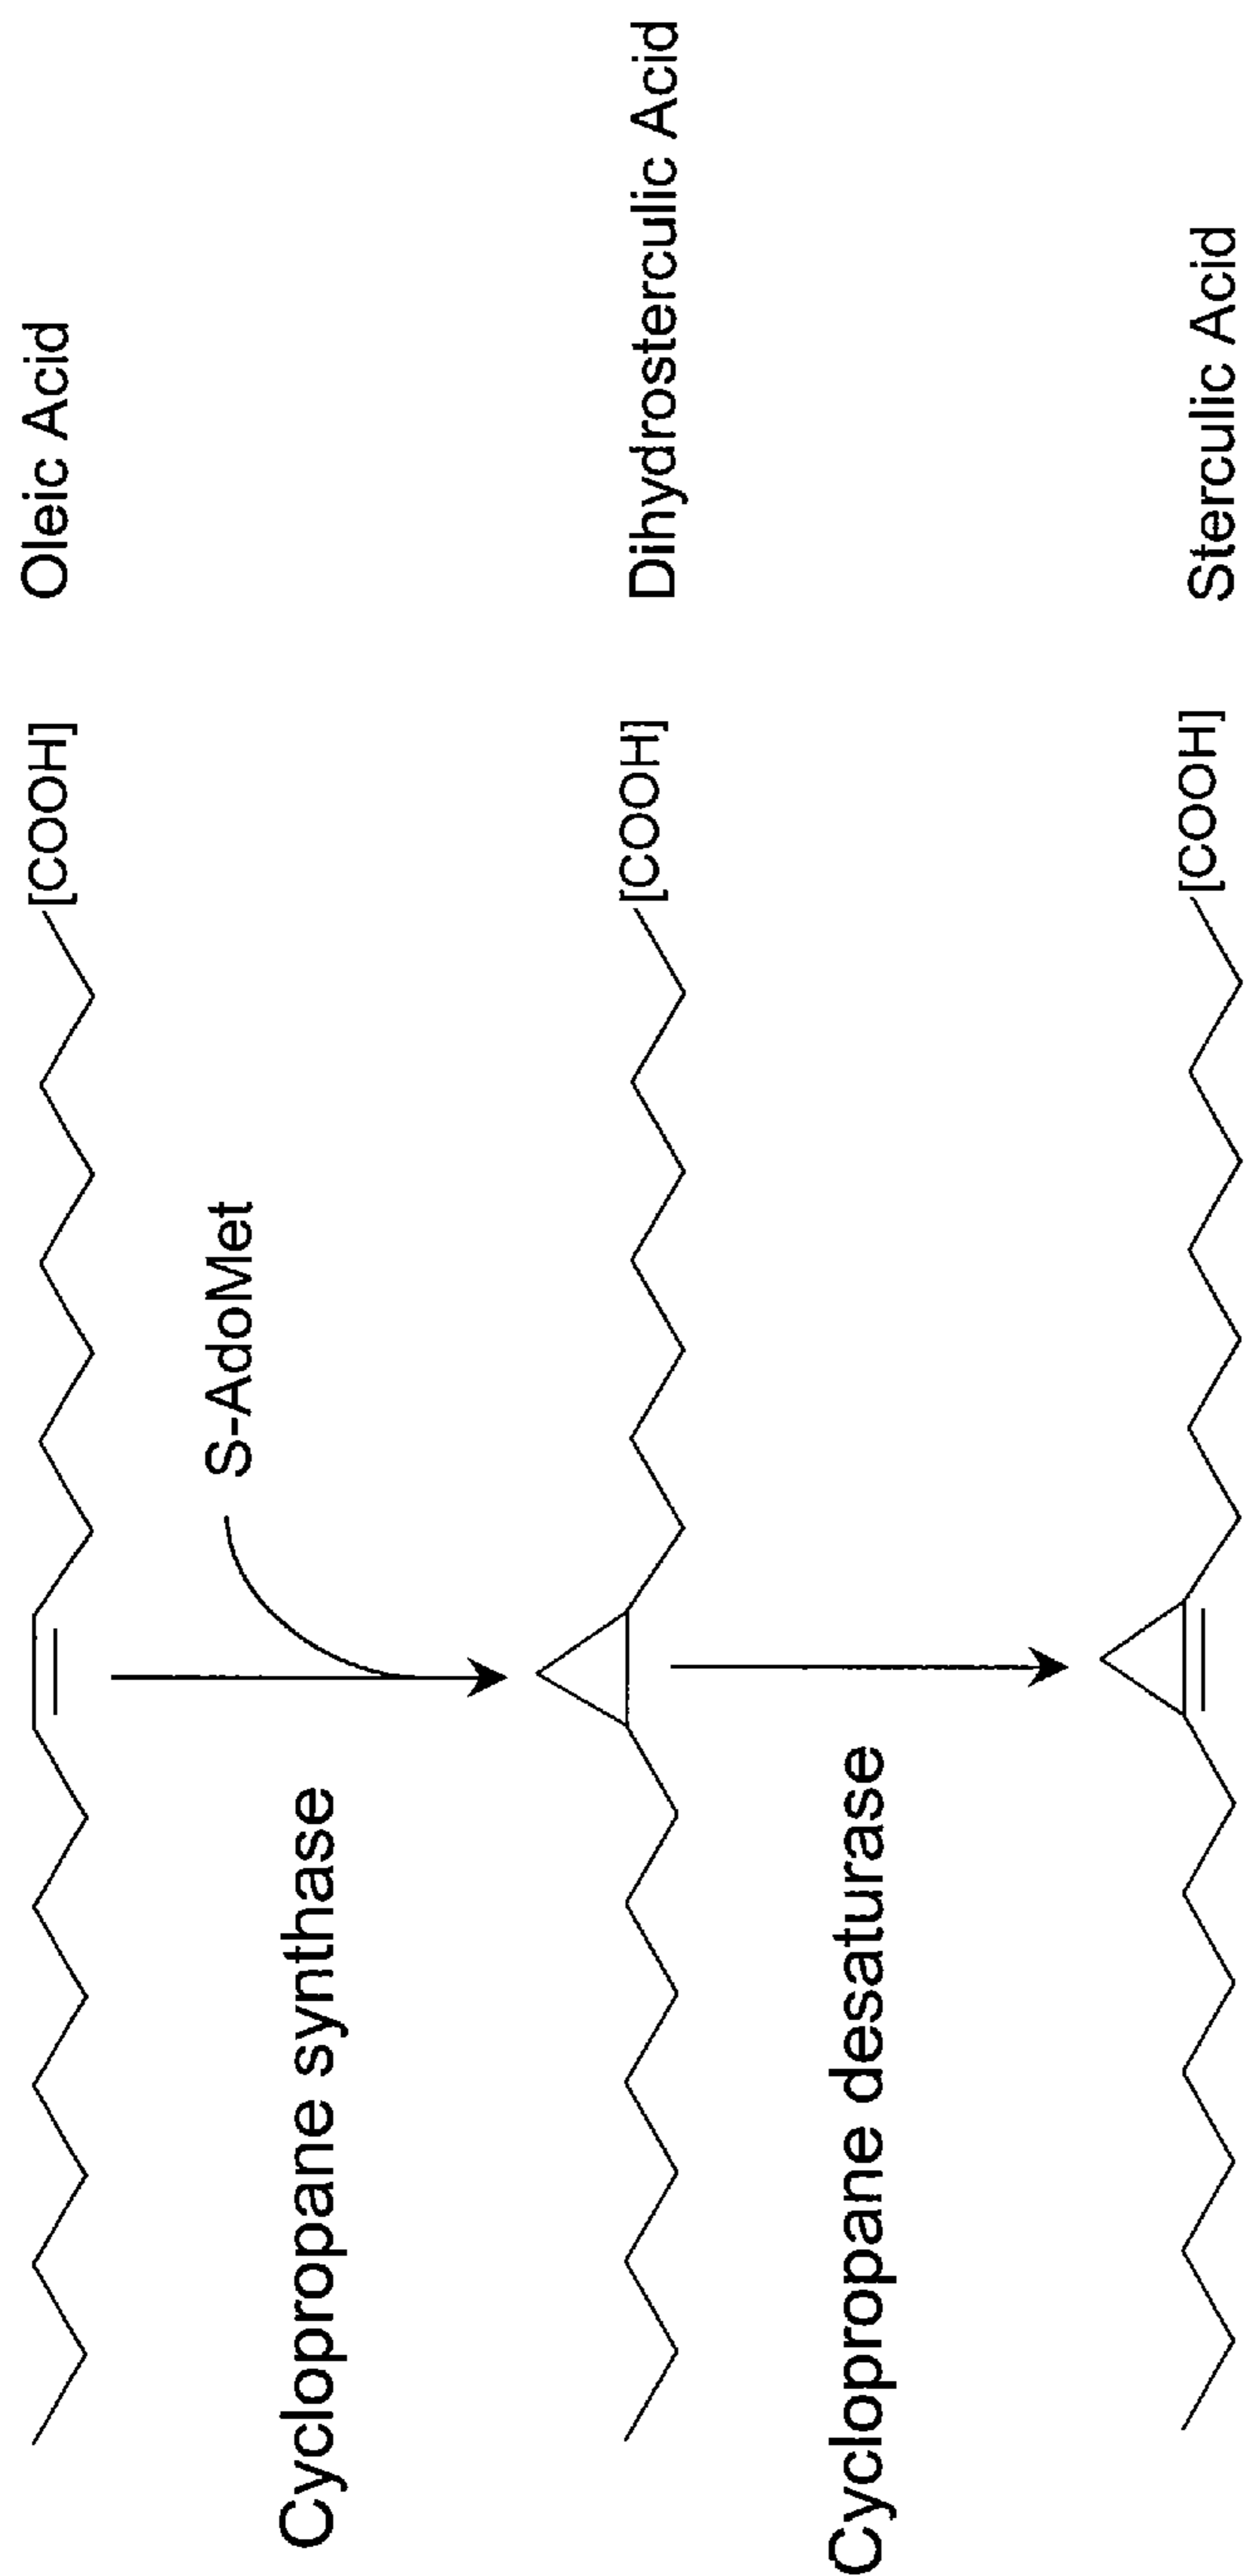 [COOH] Oleic Acid
S-AdoMet
Cyclopropane synthase
[COOH] Dihydrosterculic Acid
Cyclopropane desaturase
[COOH] Sterculic Acid